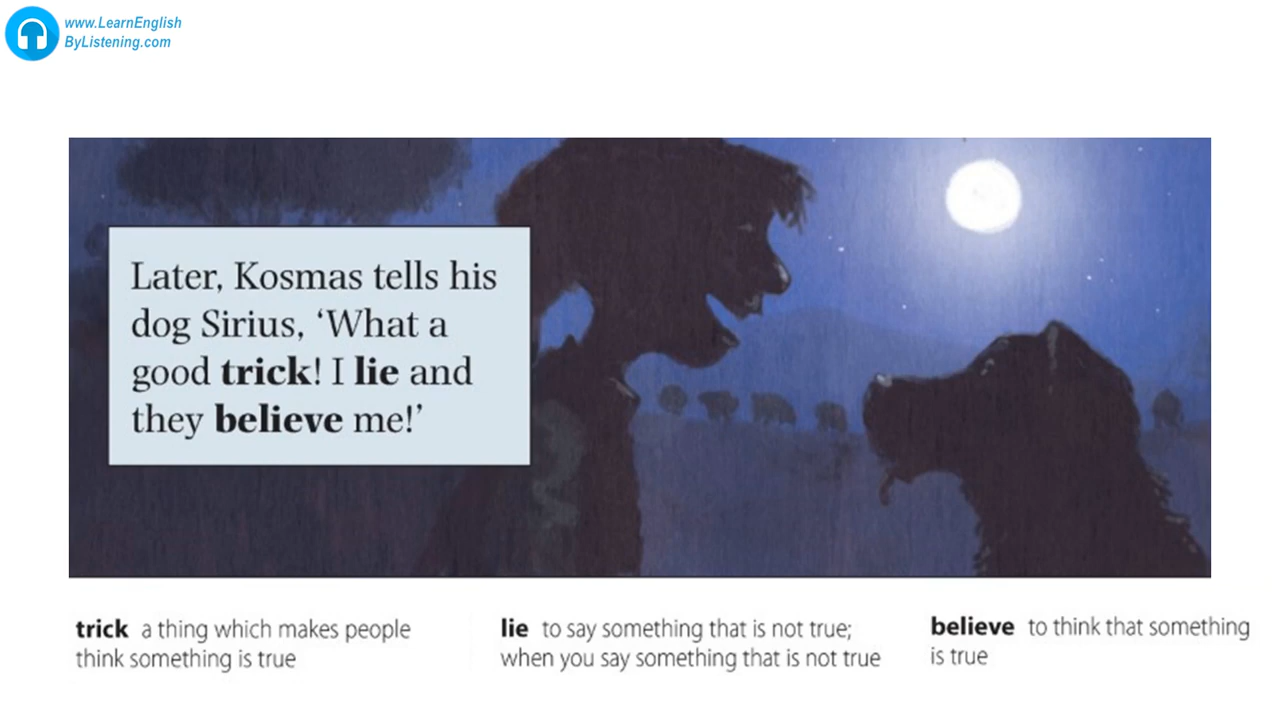 www.LearnEnglish
ByListening.com
Later, Kosmas tells his
dog Sirius, ‘What a
good trick! I lie and
they believe me!’
trick a thing which makes people
think something is true
lie to say something that is not true;
when you say something that is not true
believe to think that something
is true